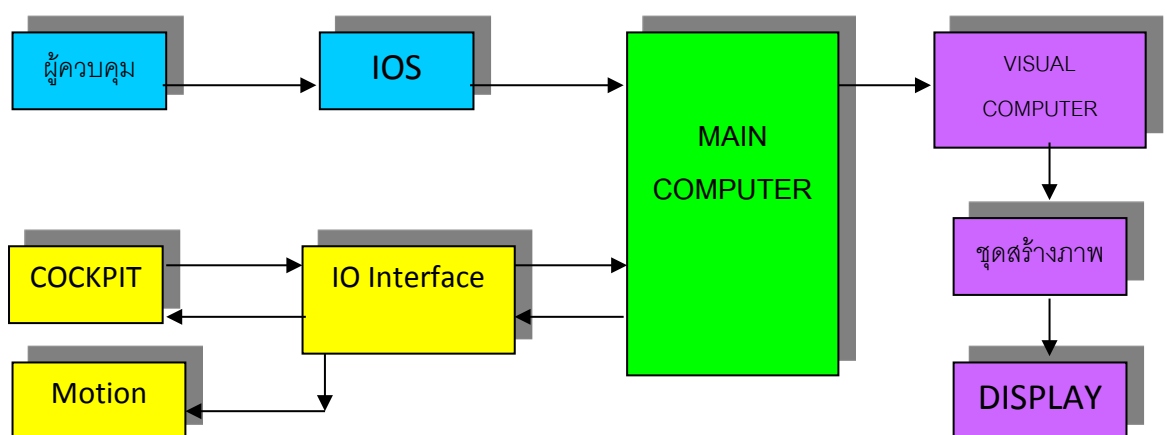 ผู้ควบคุม
IOS
MAIN
COMPUTER
VISUAL
COMPUTER
COCKPIT
IO Interface
ชุดสร้างภาพ
Motion
DISPLAY